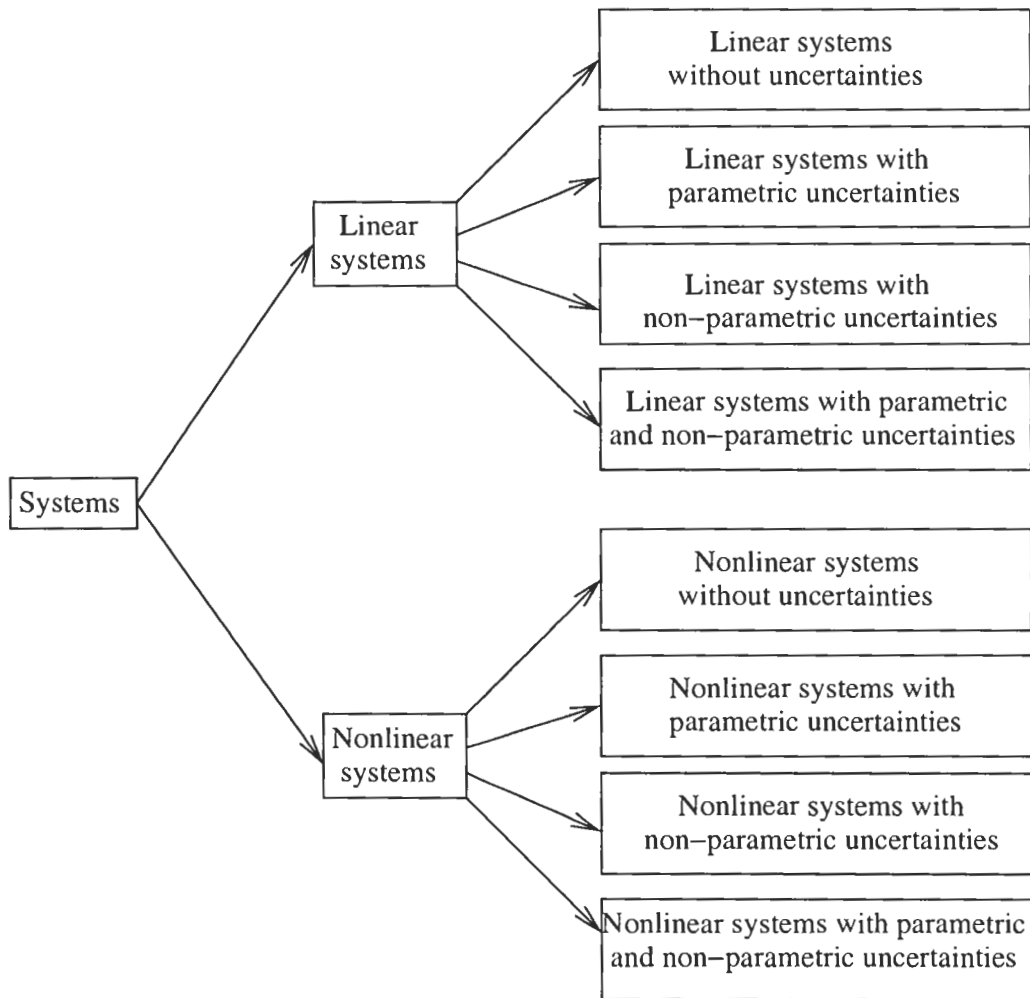 Linear systems
without uncertainties
Linear systems with
parametric uncertainties
Linear
systems
Linear systems with
non−parametric uncertainties
Linear systems with parametric
and non−parametric uncertainties
Systems
Nonlinear systems
without uncertainties
Nonlinear systems with
parametric uncertainties
Nonlinear
systems
Nonlinear systems with
non−parametric uncertainties
Nonlinear systems with parametric
and non−parametric uncertainties